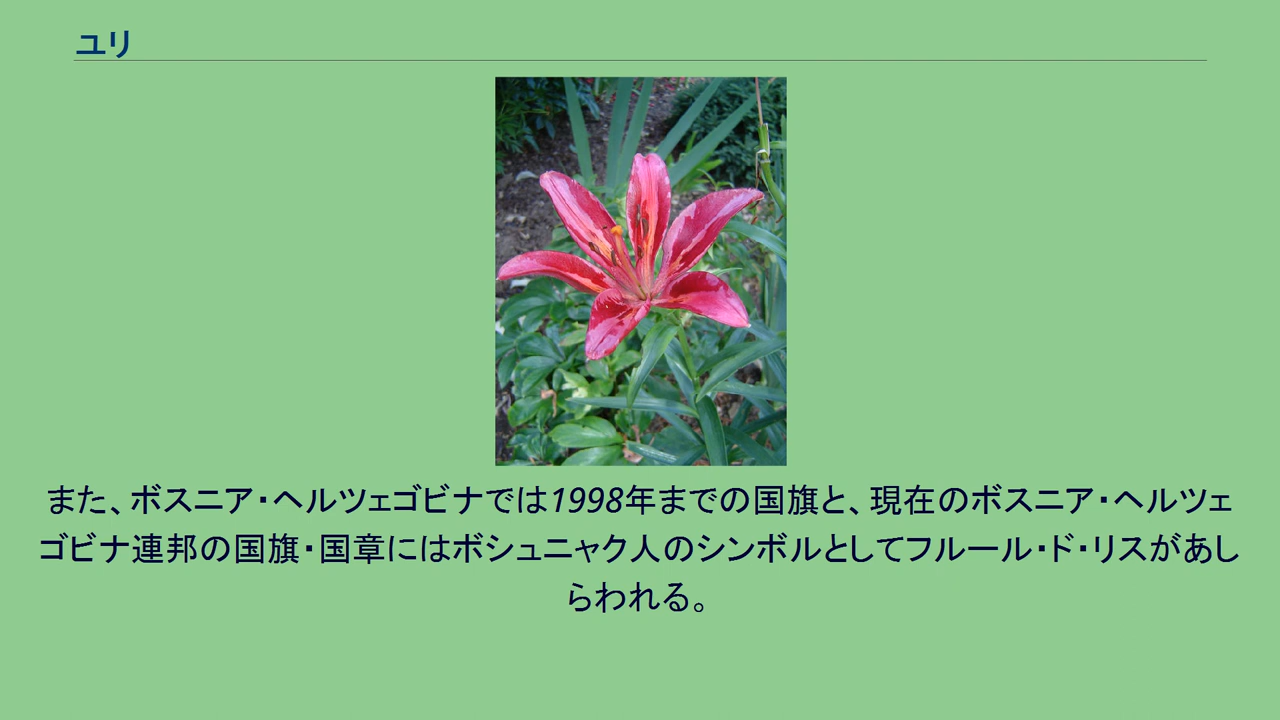 ユリ
また、ボスニア・ヘルツェゴビナでは1998年までの国旗と、現在のボスニア・ヘルツェ
ゴビナ連邦の国旗・国章にはボシュニャク人のシンボルとしてフルール・ド・リスがあし
らわれる。